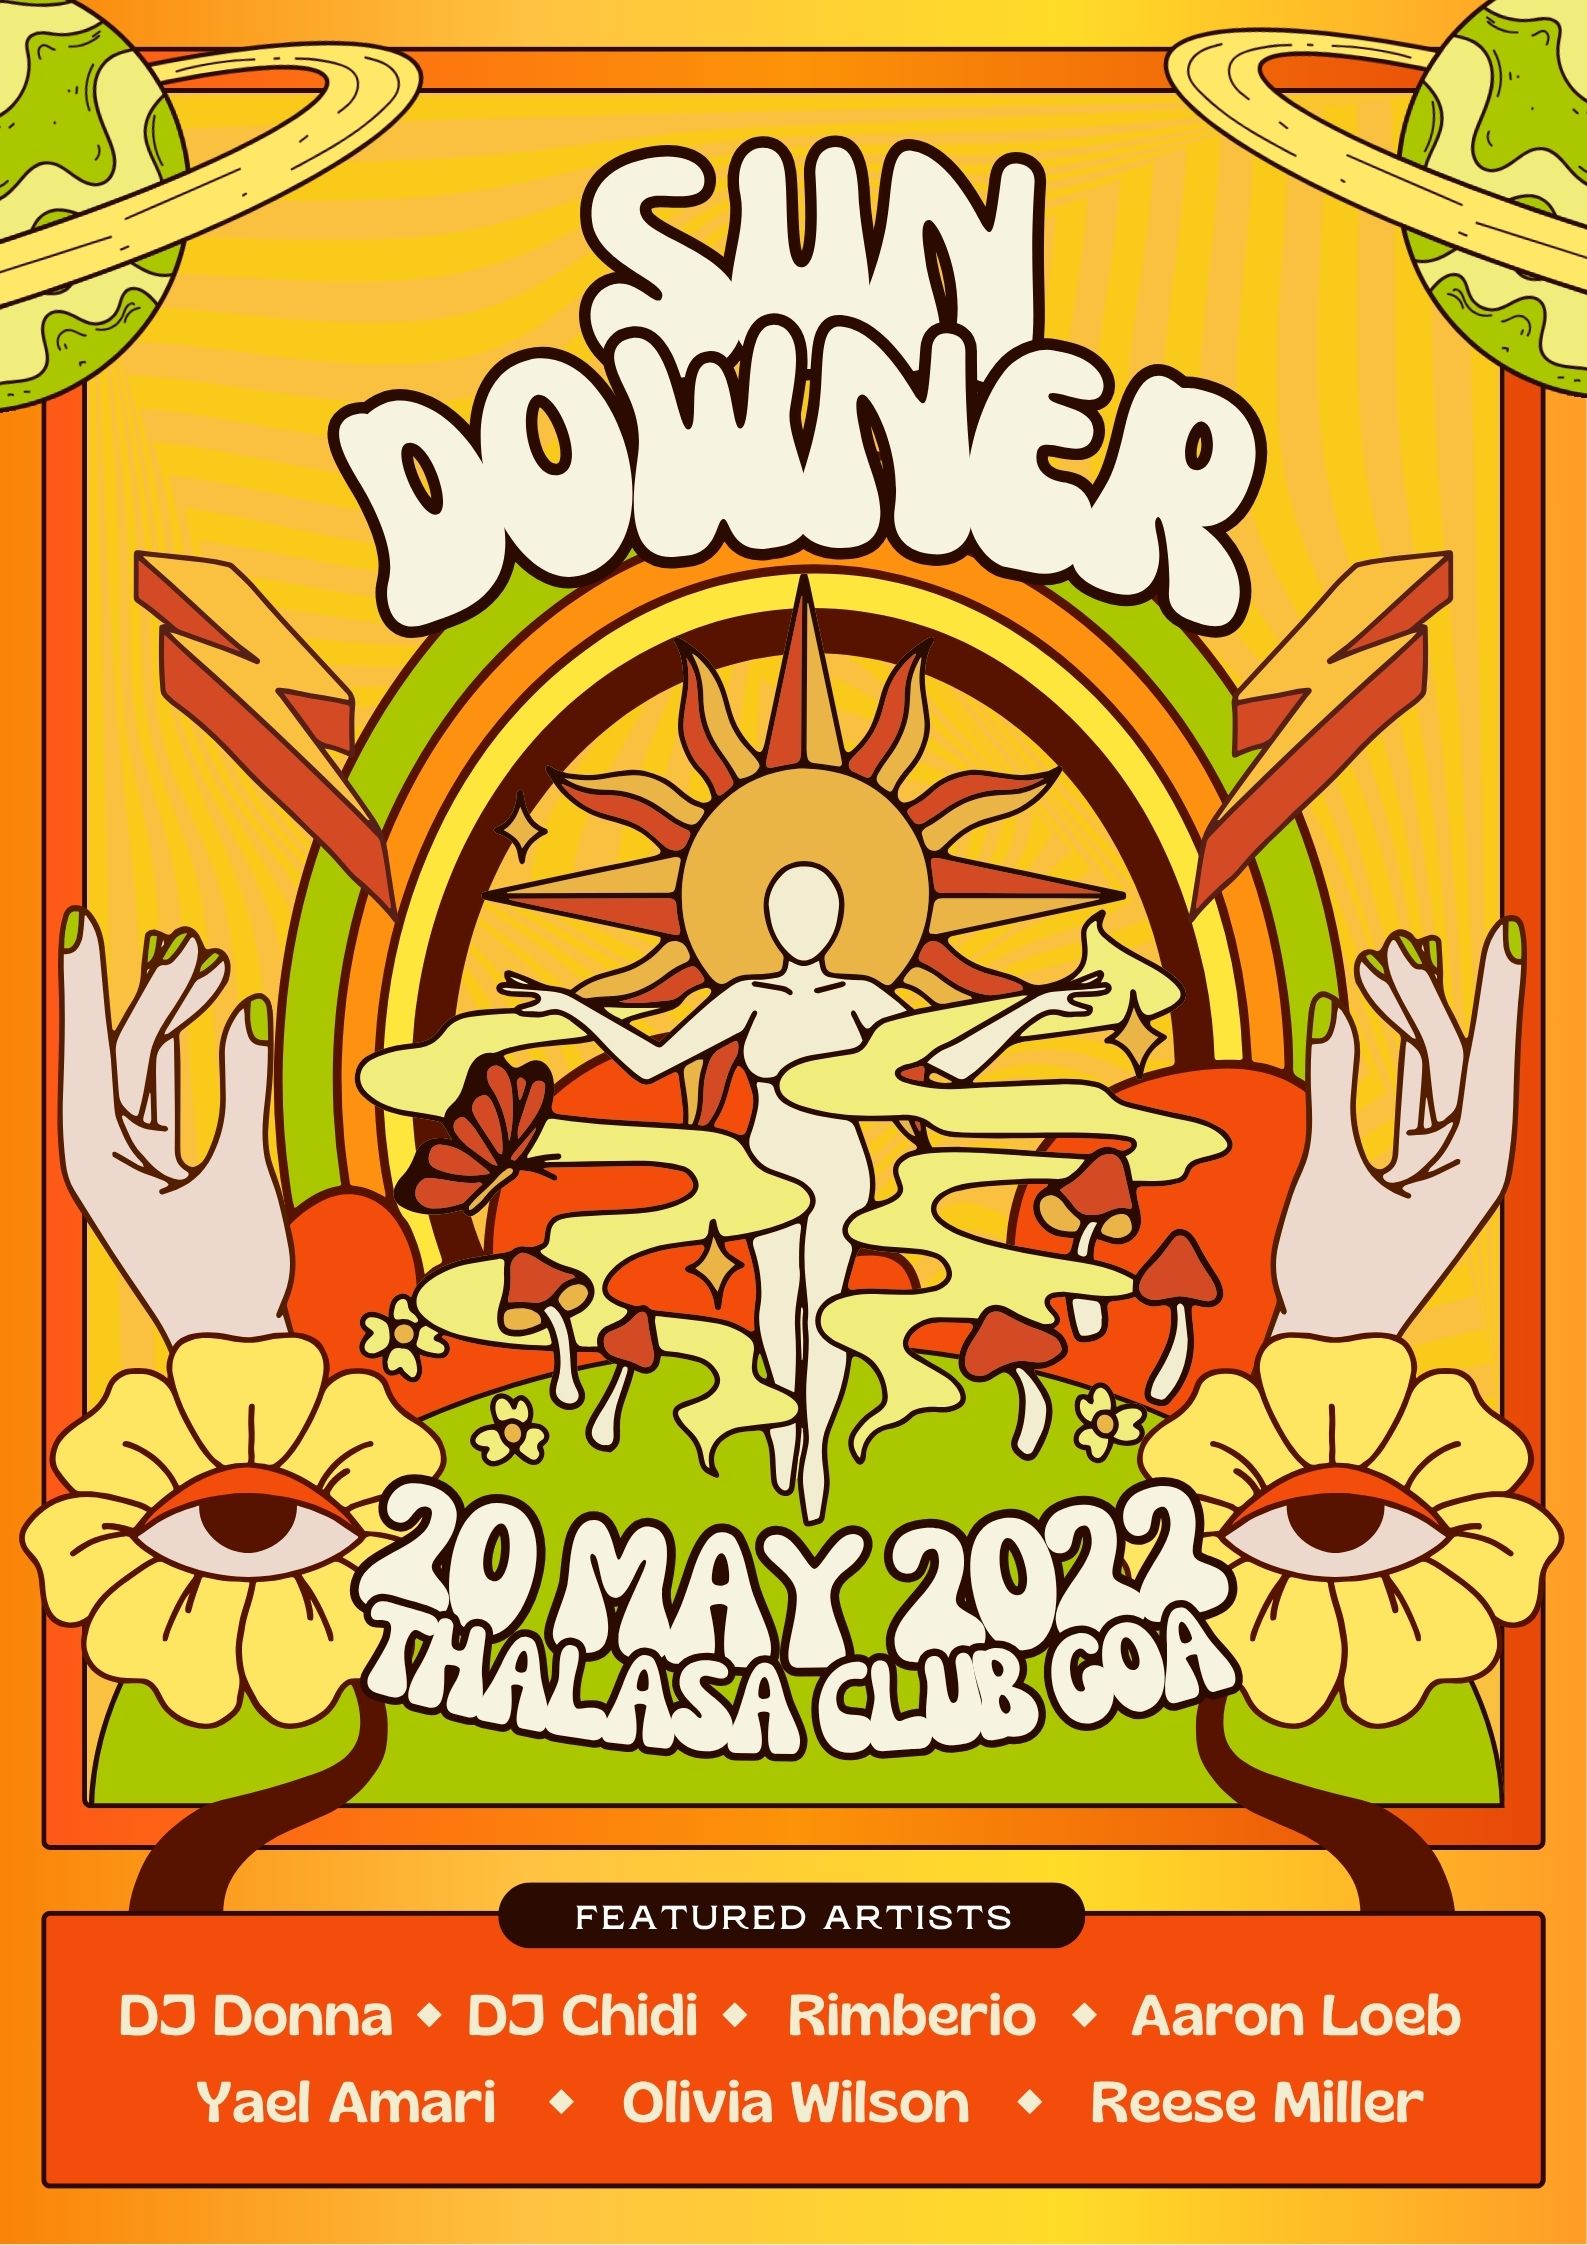 SUN
DOWNER
20 MAY 2022
THALASA CLUB GOA
FEATURED ARTISTS
DJ Donna ◆ DJ Chidi ◆ Rimberio ◆ Aaron Loeb
Yael Amari ◆ Olivia Wilson ◆ Reese Miller